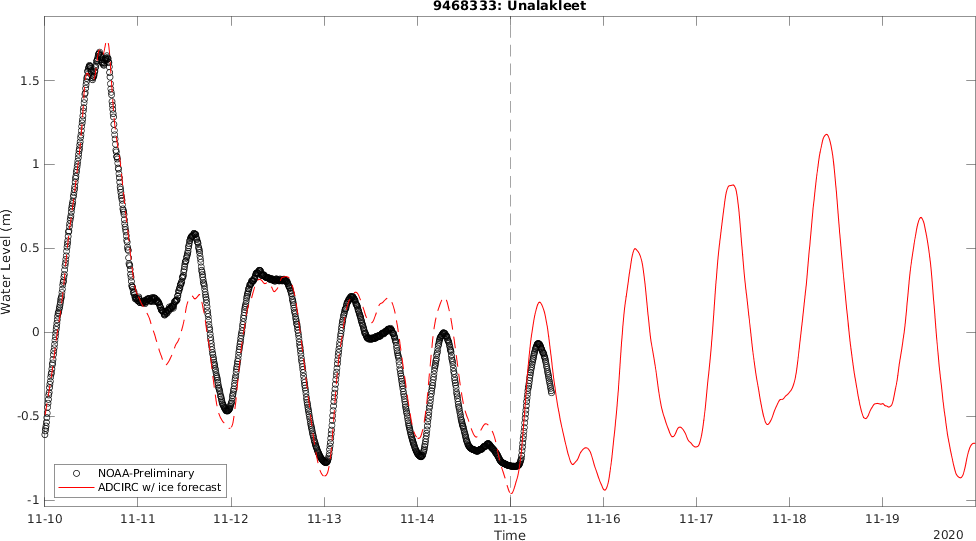 9468333: Unalakleet
Water Level (m)
1.5
1
0.5
0
-0.5
-1
NOAA-Preliminary
ADCIRC w/ ice forecast
11-10 11-11 11-12 11-13 11-14 11-15 11-16 11-17 11-18 11-19
Time
2020